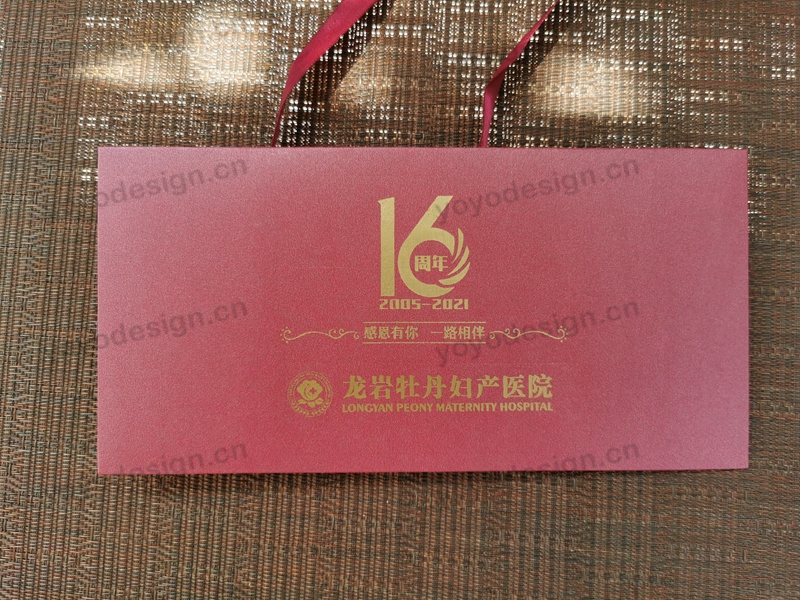 16
周年
2005-2021
感恩有你 一路相伴
龙岩牡丹妇产医院
LONGYAN PEONY MATERNITY HOSPITAL
yoyodesign.cn
yoyodesign.cn
yoyodesign.cn
yoyodesign.cn
yoyodesign.cn
yoyodesign.cn